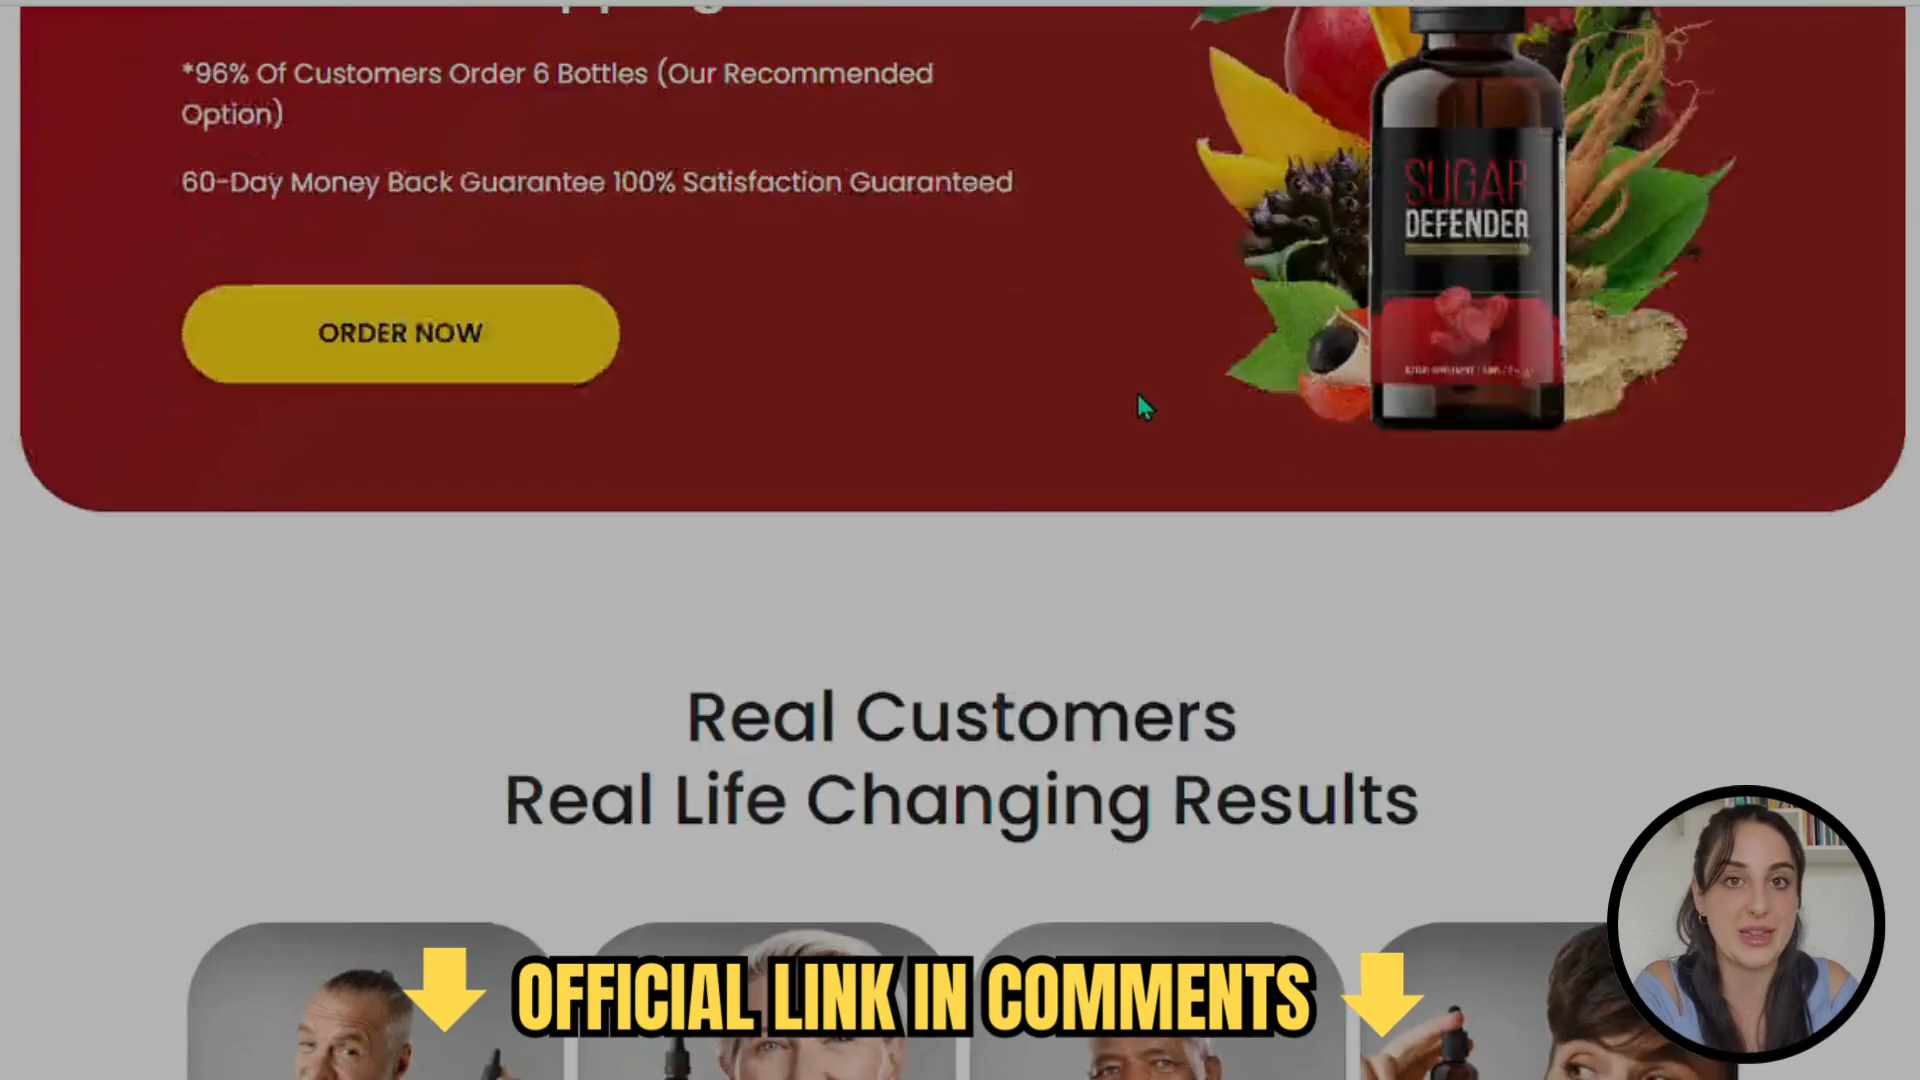 *96% Of Customers Order 6 Bottles (Our Recommended
Option)
60-Day Money Back Guarantee 100% Satisfaction Guaranteed
ORDER NOW
SUGAR
DEFENDER
Real Customers
Real Life Changing Results
OFFICIAL LINK IN COMMENTS